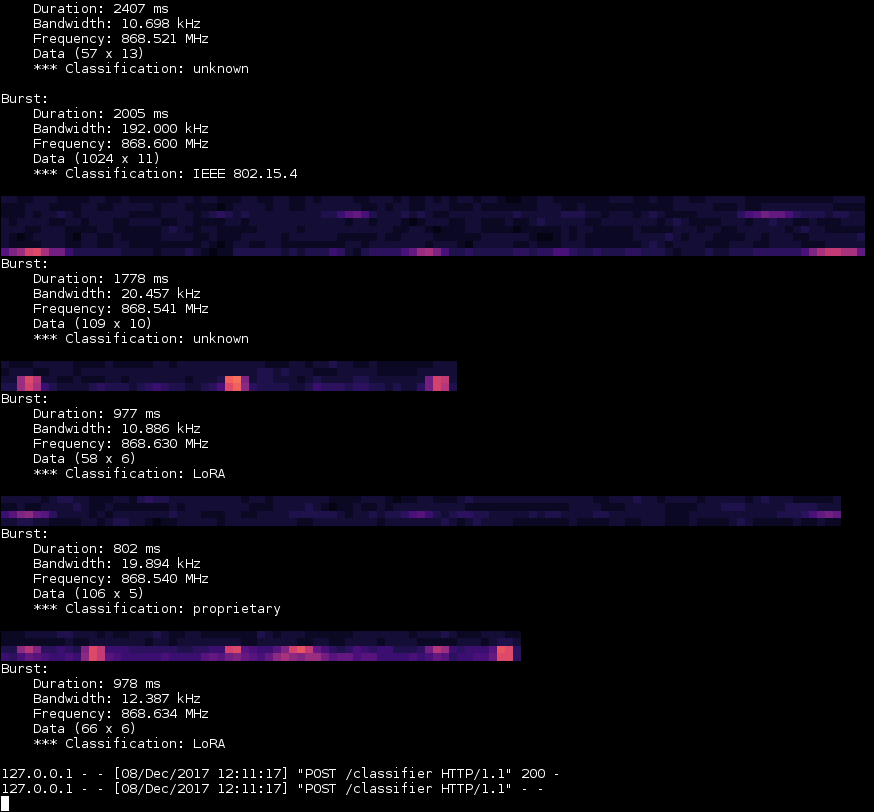 Duration: 2407 ms
Bandwidth: 10.698 kHz
Frequency: 868.521 MHz
Data (57 x 13)
*** Classification: unknown
Burst:
Duration: 2005 ms
Bandwidth: 192.000 kHz
Frequency: 868.600 MHz
Data (1024 x 11)
*** Classification: IEEE 802.15.4
Burst:
Duration: 1778 ms
Bandwidth: 20.457 kHz
Frequency: 868.541 MHz
Data (109 x 10)
*** Classification: unknown
Burst:
Duration: 977 ms
Bandwidth: 10.886 kHz
Frequency: 868.630 MHz
Data (58 x 6)
*** Classification: LoRA
Burst:
Duration: 802 ms
Bandwidth: 19.894 kHz
Frequency: 868.540 MHz
Data (106 x 5)
*** Classification: proprietary
Burst:
Duration: 978 ms
Bandwidth: 12.387 kHz
Frequency: 868.634 MHz
Data (66 x 6)
*** Classification: LoRA
127.0.0.1 - - [08/Dec/2017 12:11:17] "POST /classifier HTTP/1.1" 200 -
127.0.0.1 - - [08/Dec/2017 12:11:17] "POST /classifier HTTP/1.1" - -